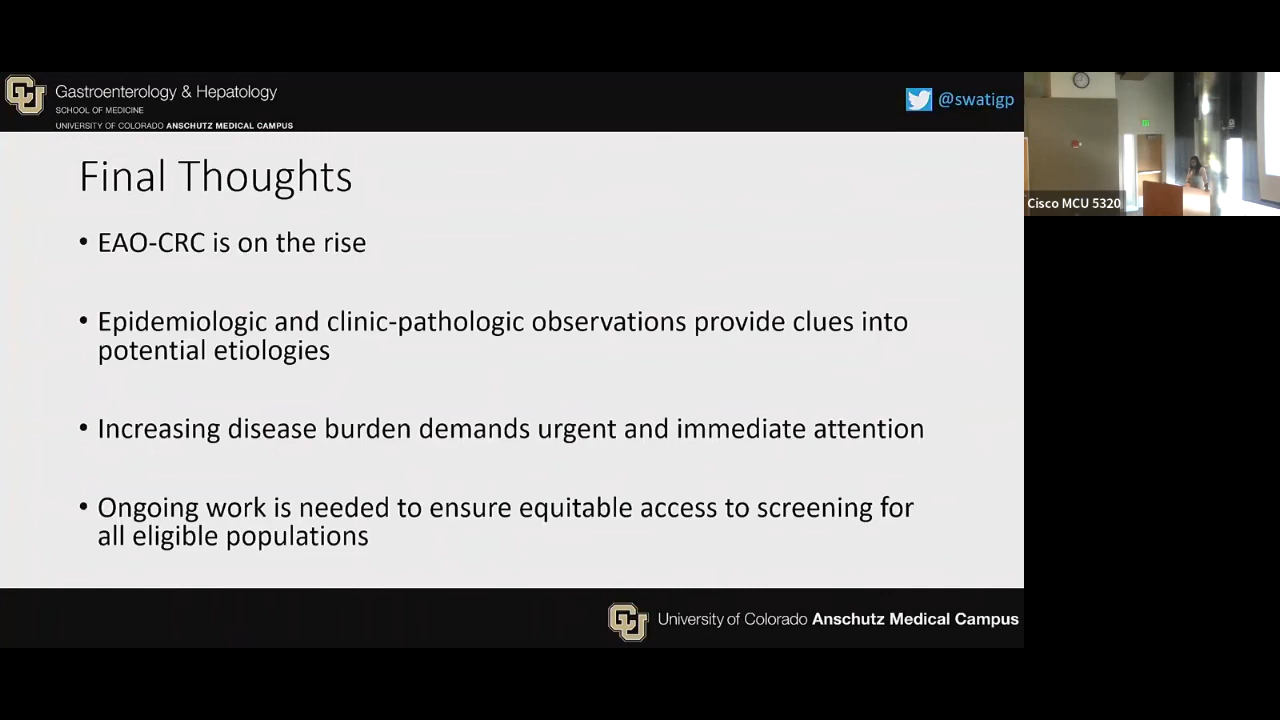 Gastroenterology & Hepatology
SCHOOL OF MEDICINE
UNIVERSITY OF COLORADO ANSCHUTZ MEDICAL CAMPUS
@swatigp
Cisco MCU 5320
Final Thoughts
• EAO-CRC is on the rise
• Epidemiologic and clinic-pathologic observations provide clues into
potential etiologies
• Increasing disease burden demands urgent and immediate attention
• Ongoing work is needed to ensure equitable access to screening for
all eligible populations
University of Colorado Anschutz Medical Campus